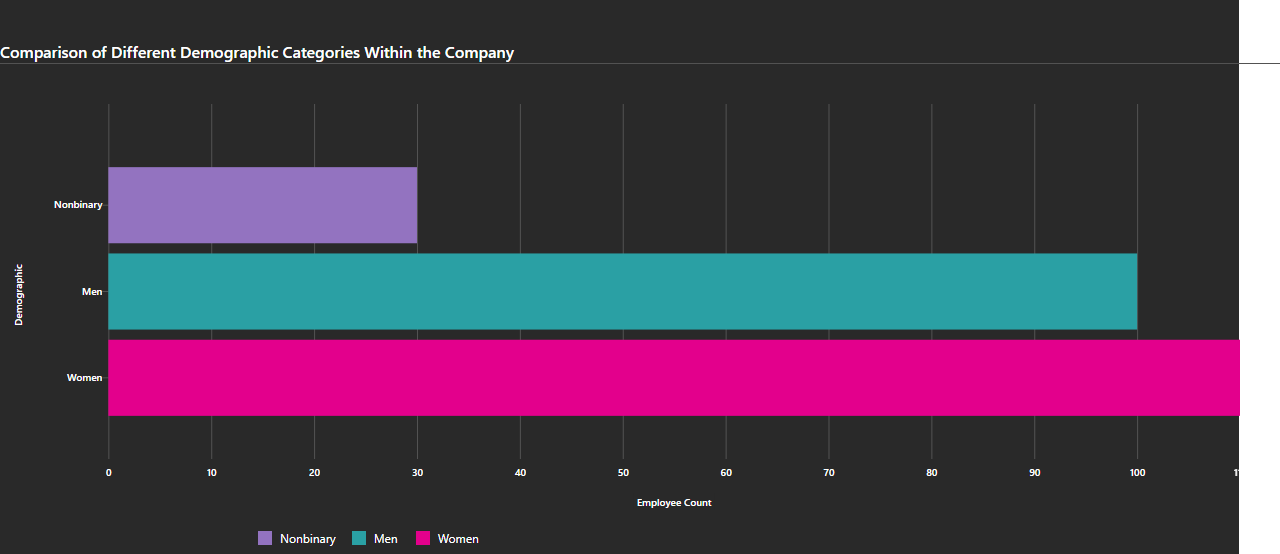 Comparison of Different Demographic Categories Within the Company
Nonbinary
Men
Women
Demographic
0 10 20 30 40 50 60 70 80 90 100
Employee Count
Nonbinary Men Women